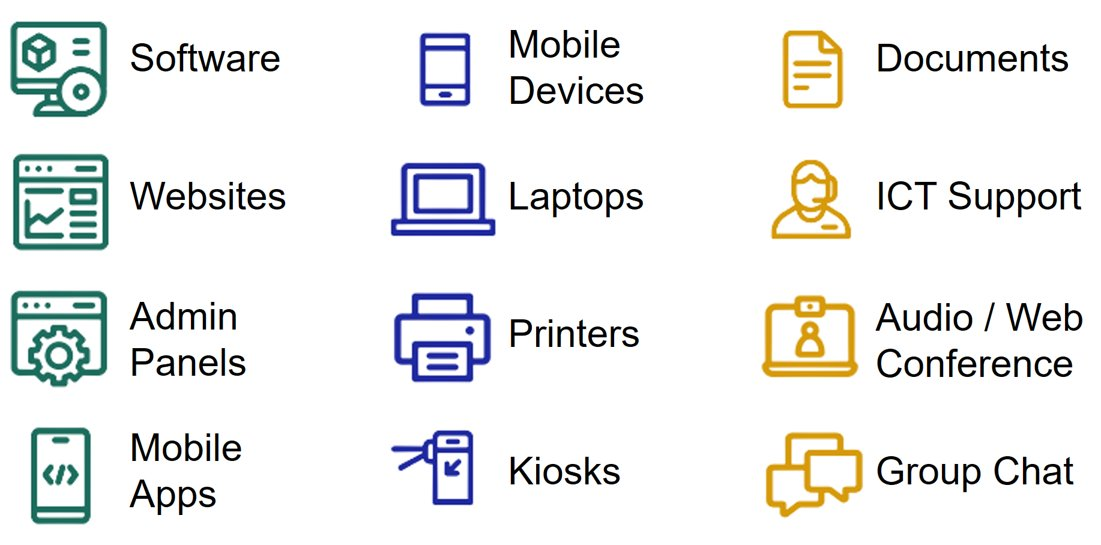 Software
Mobile
Devices
Documents
Websites
Laptops
ICT Support
Admin
Panels
Printers
Audio / Web
Conference
Mobile
Apps
Kiosks
Group Chat